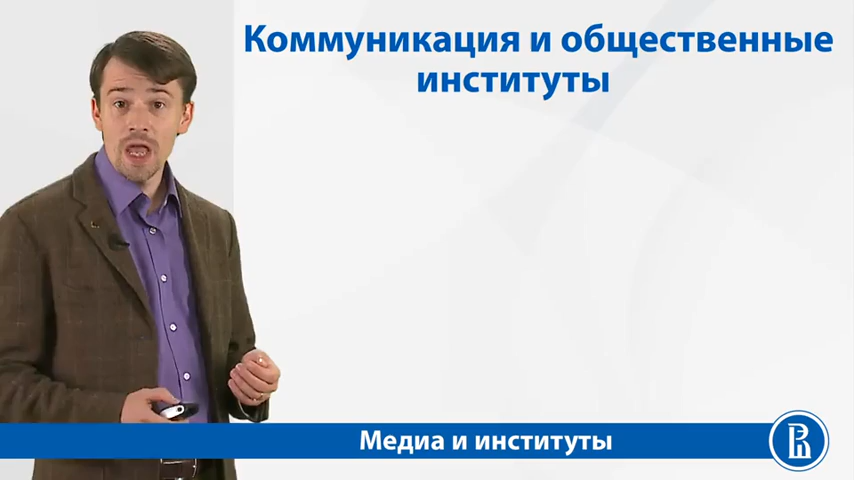 Коммуникация и общественные
институты
Медиа и институты